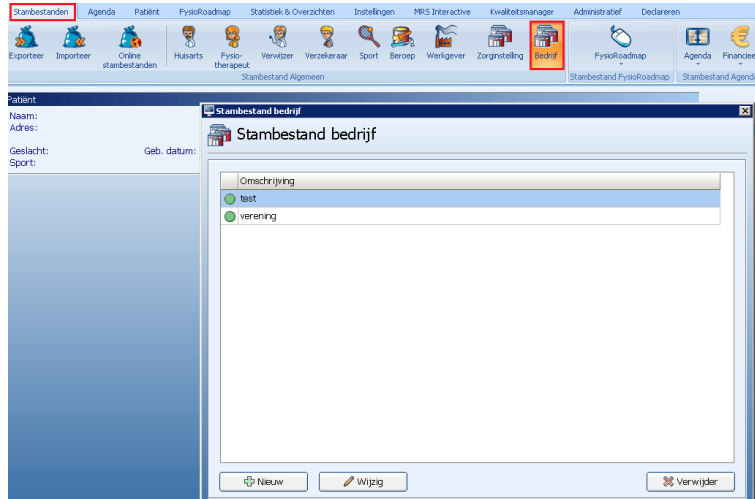 Stambestanden Agenda Patiënt FysioRoadmap Statistiek & Overzichten Instellingen MRS Interactive Kwaliteitsmanager Administratief Declareren
Exporteer Importeer Online stambestanden Huisarts Fysio-therapeut Verwijzer Verzekeraar Sport Beroep Werkgever Zorginstelling Bedrijf FysioRoadmap Agenda Financiee
Stambestand Algemeen Stambestand FysioRoadmap Stambestand Agenda
Patiënt
Naam:
Adres:
Geslacht: Geb. datum:
Sport:
Stambestand bedrijf
Stambestand bedrijf
Omschrijving
test
verening
Nieuw Wijzig Verwijder